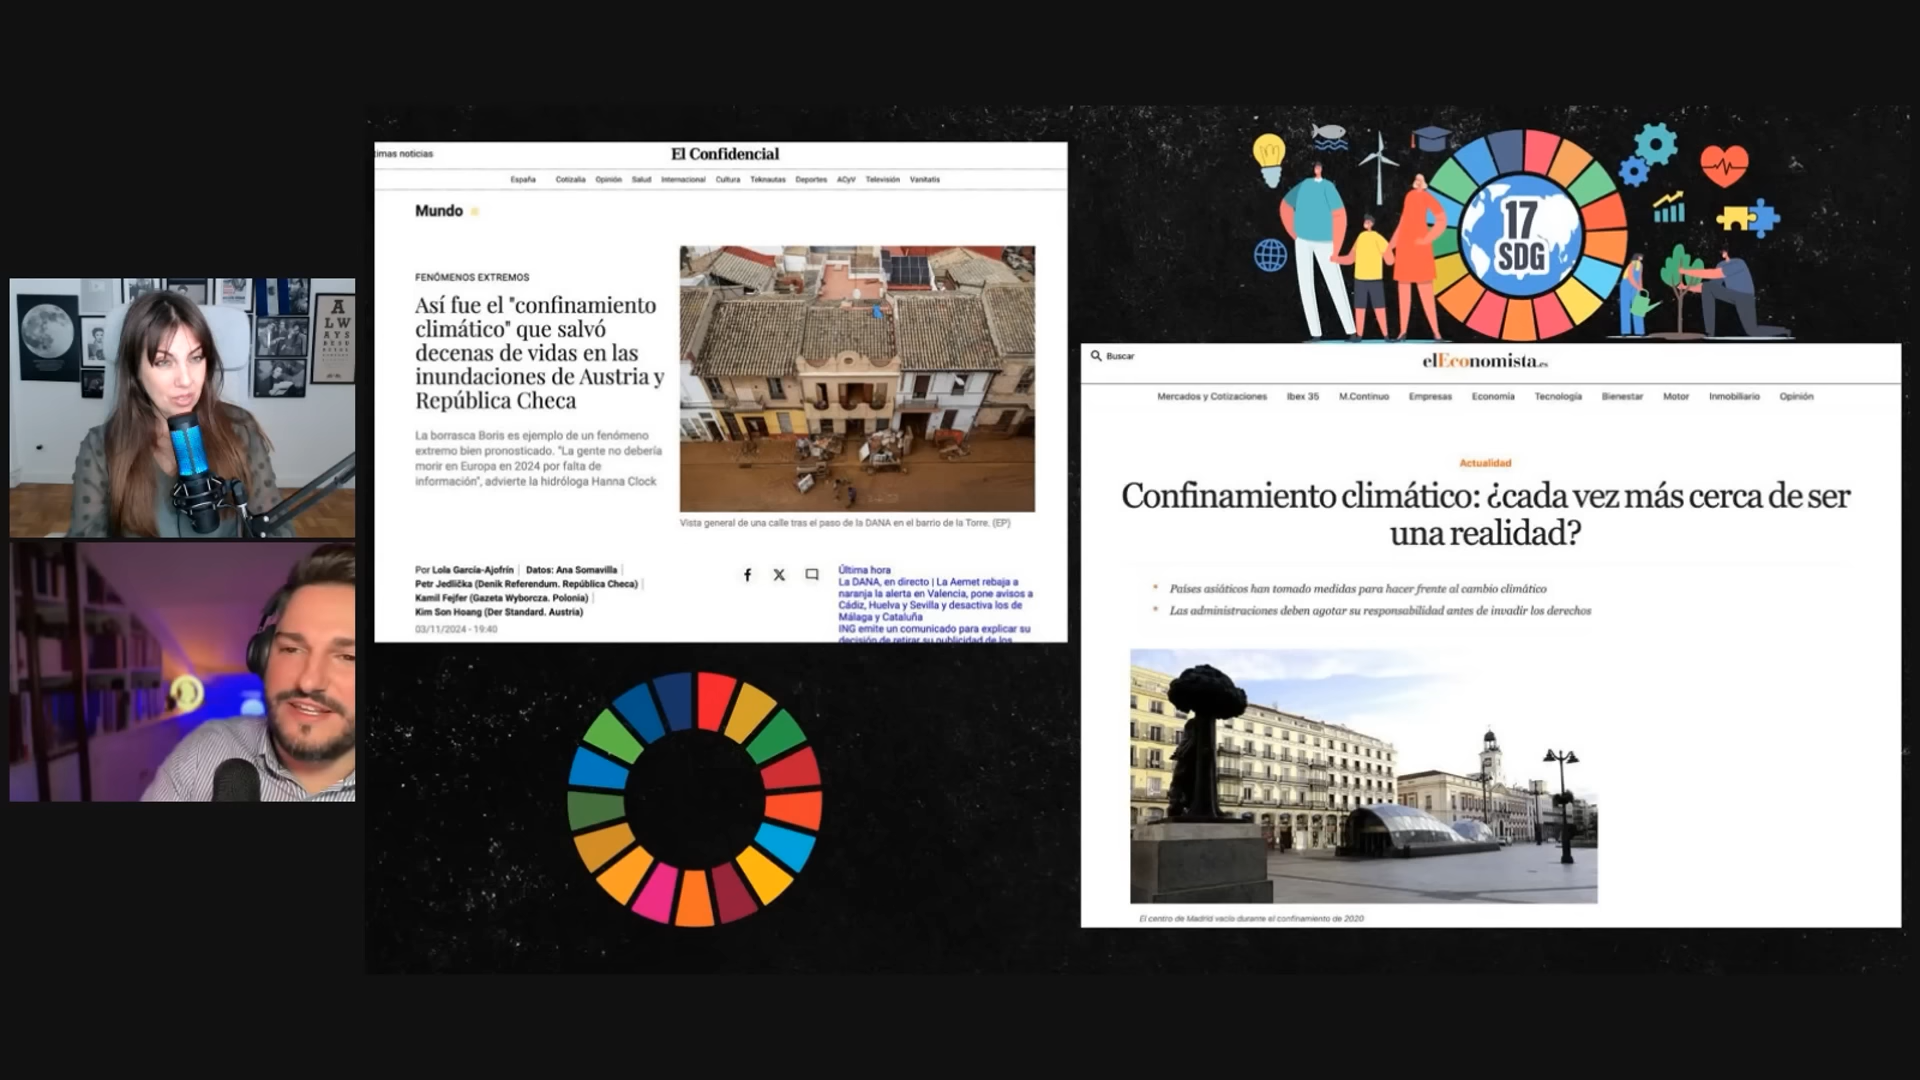 timas noticias
El Confidencial
España Cotizalia Opinión Salud Internacional Cultura Teknautas Deportes ACyV Televisión Vanitatis
Mundo
FENÓMENOS EXTREMOS
Así fue el "confinamiento
climático" que salvó
decenas de vidas en las
inundaciones de Austria y
República Checa
La borrasca Boris es ejemplo de un fenómeno
extremo bien pronosticado. "La gente no debería
morir en Europa en 2024 por falta de
información", advierte la hidróloga Hanna Clock
Vista general de una calle tras el paso de la DANA en el barrio de la Torre. (EP)
Por Lola García-Ajofrín | Datos: Ana Somavilla |
Petr Jedlička (Deník Referendum. República Checa) |
Kamil Fejfer (Gazeta Wyborcza. Polonia) |
Kim Son Hoang (Der Standard. Austria)
03/11/2024 - 19:40
Última hora
La DANA, en directo | La Aemet rebaja a
naranja la alerta en Valencia, pone avisos a
Cádiz, Huelva y Sevilla y desactiva los de
Málaga y Cataluña
ING emite un comunicado para explicar su
decisión de retirar su publicidad de los
17
SDG
Buscar
elEconomista.es
Mercados y Cotizaciones Ibex 35 M.Continuo Empresas Economía Tecnología Bienestar Motor Inmobiliario Opinión
Actualidad
Confinamiento climático: ¿cada vez más cerca de ser
una realidad?
Países asiáticos han tomado medidas para hacer frente al cambio climático
Las administraciones deben agotar su responsabilidad antes de invadir los derechos
El centro de Madrid vacío durante el confinamiento de 2020
A
L W
A Y S